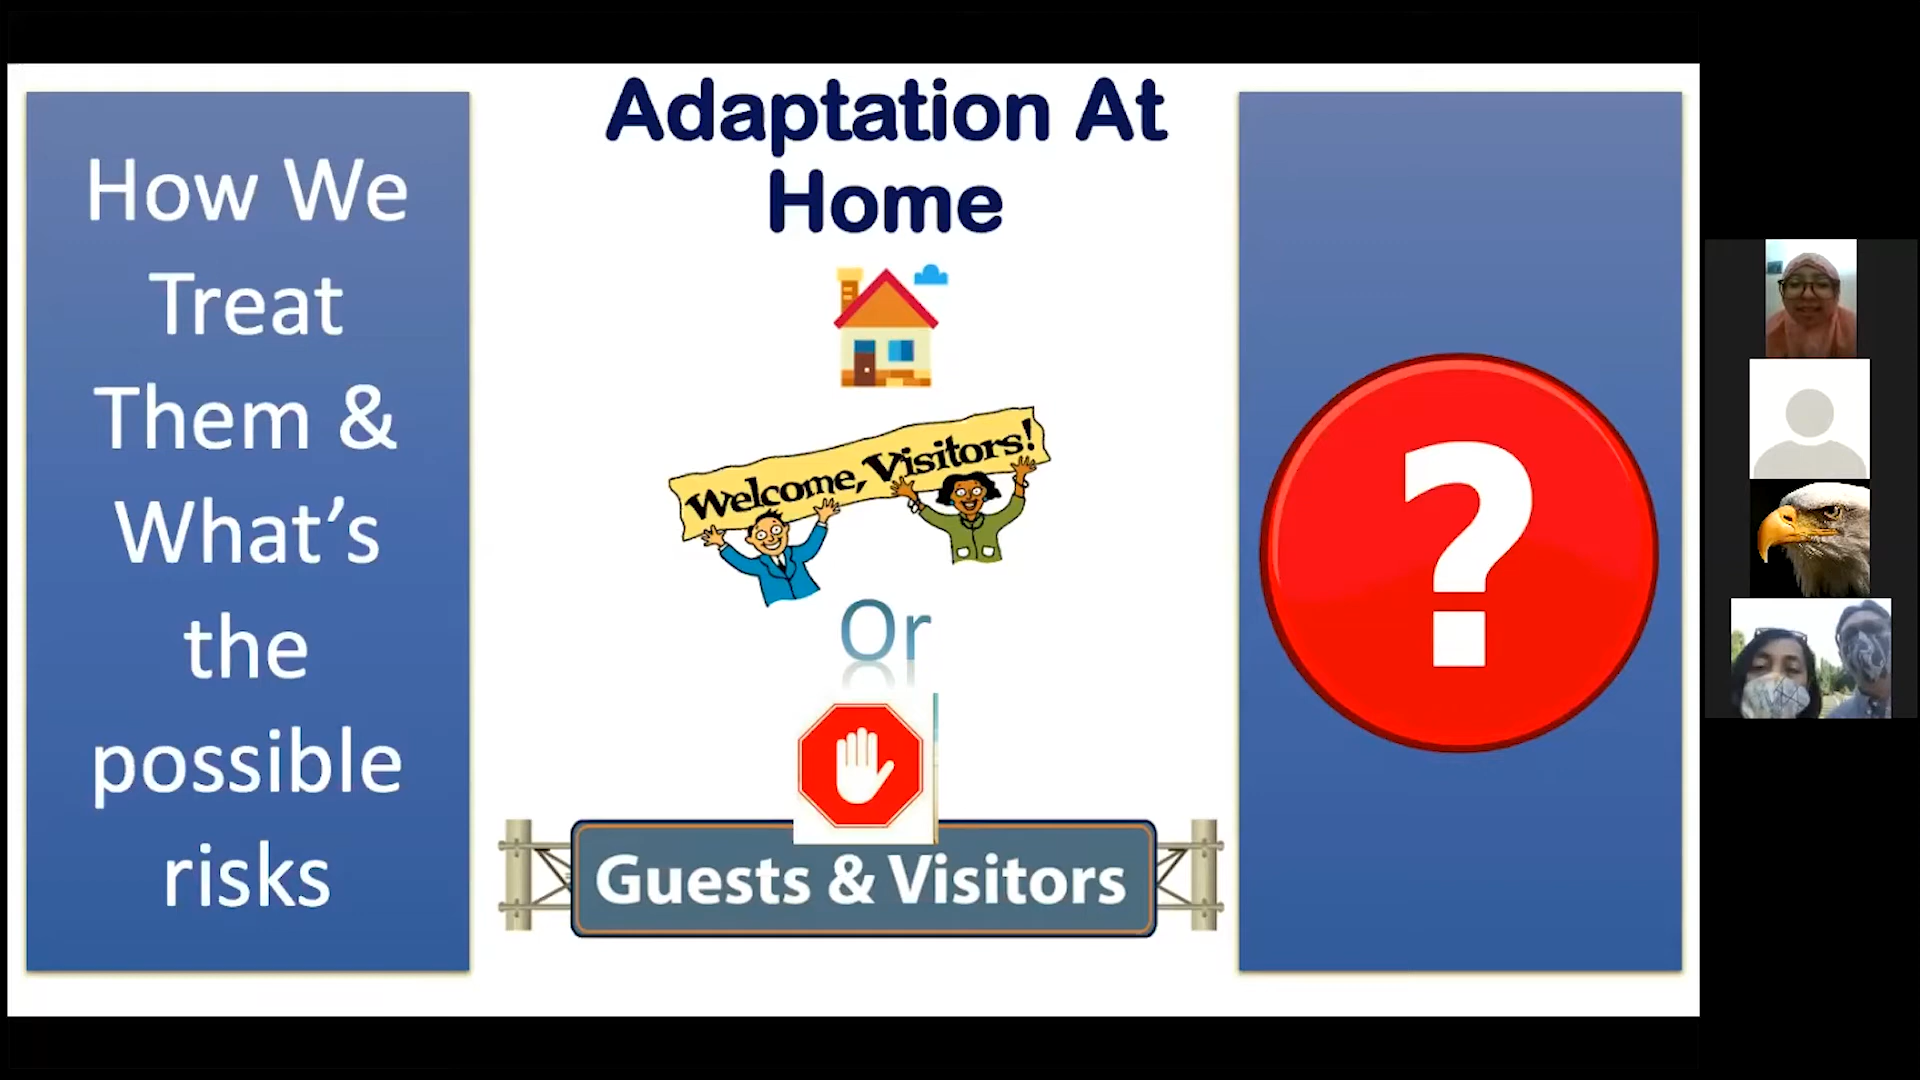 How We
Treat
Them &
What’s
the
possible
risks
Adaptation At
Home
Welcome, Visitors!
Or
Guests & Visitors
?